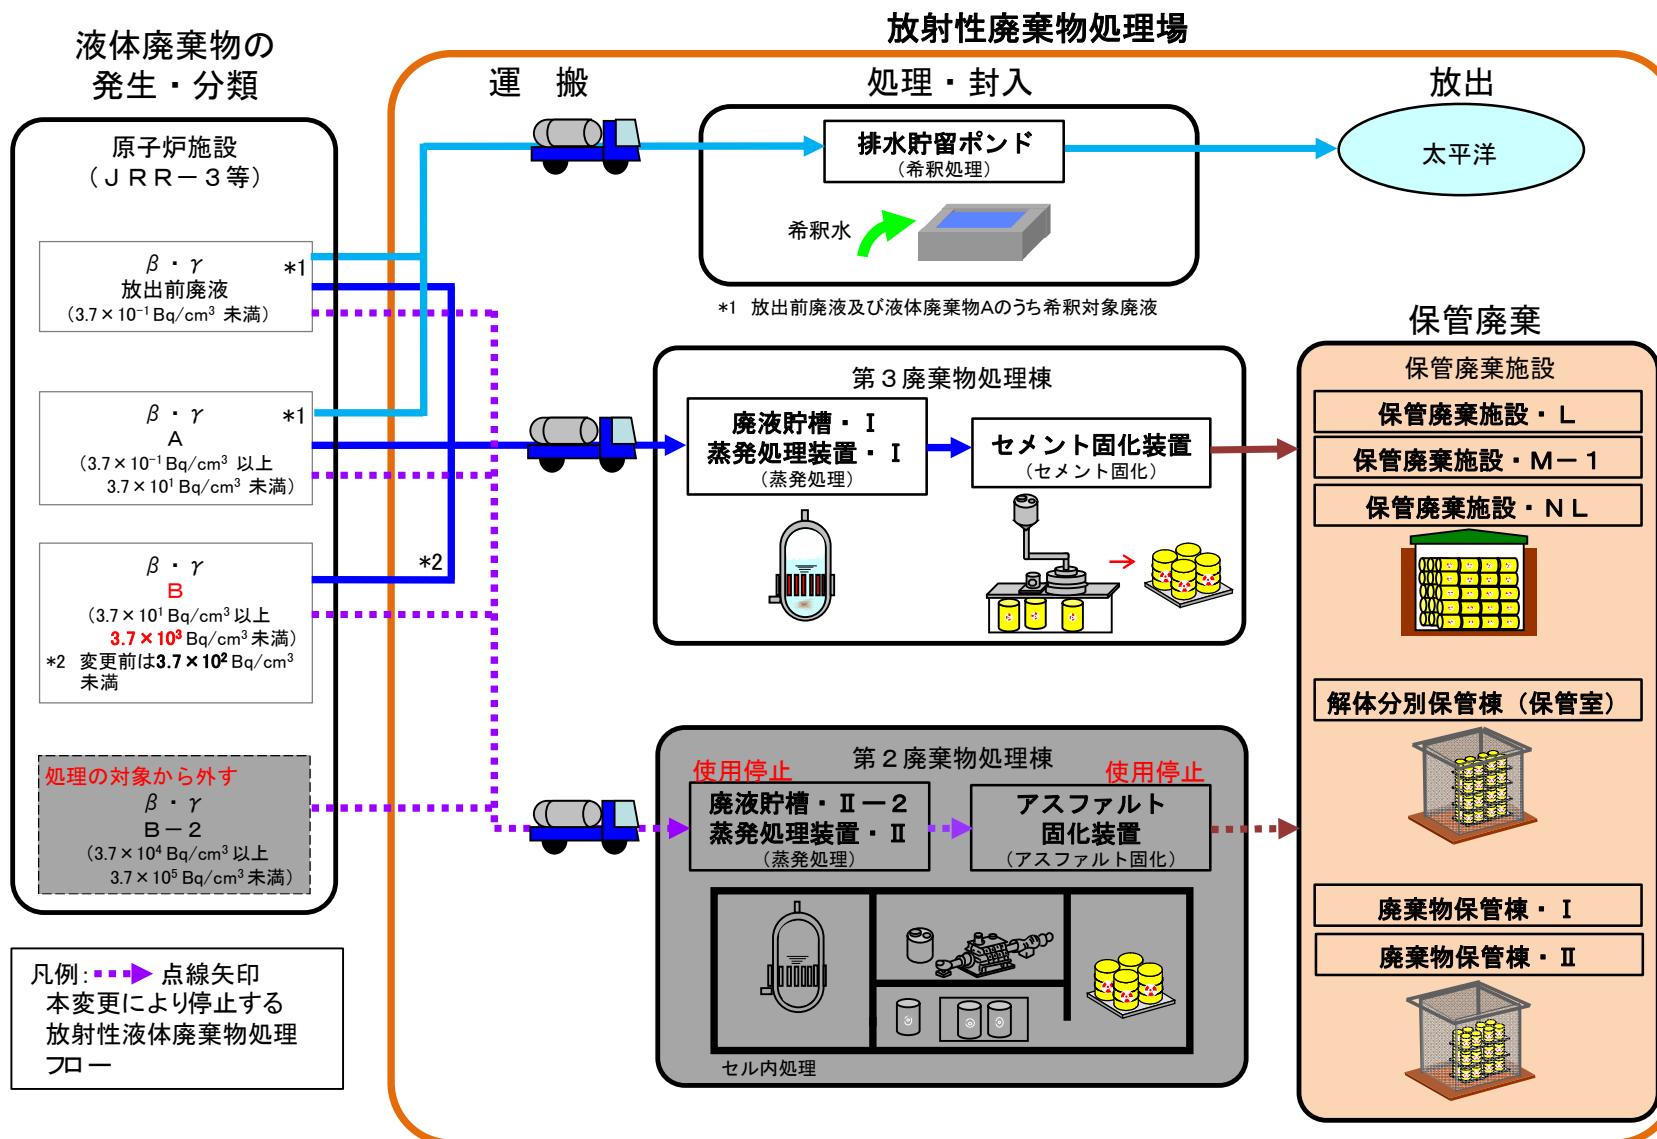 放射性廃棄物処理場
液体廃棄物の
発生・分類
運 搬
処理・封入
放出
原子炉施設
(JRR-3等)
β・γ
*1
放出前廃液
(3.7×10⁻¹ Bq/cm³ 未満)
β・γ
*1
A
(3.7×10⁻¹ Bq/cm³ 以上
3.7×10¹ Bq/cm³ 未満)
β・γ
*2
B
(3.7×10¹ Bq/cm³ 以上
3.7×10³ Bq/cm³ 未満)
*2 変更前は3.7×10² Bq/cm³
未満
処理の対象から外す
β・γ
B-2
(3.7×10⁴ Bq/cm³ 以上
3.7×10⁵ Bq/cm³ 未満)
凡例: 点線矢印
本変更により停止する
放射性液体廃棄物処理
フロー
排水貯留ポンド
(希釈処理)
希釈水
太平洋
*1 放出前廃液及び液体廃棄物Aのうち希釈対象廃液
第3廃棄物処理棟
廃液貯槽・Ⅰ
蒸発処理装置・Ⅰ
(蒸発処理)
セメント固化装置
(セメント固化)
第2廃棄物処理棟
使用停止
使用停止
廃液貯槽・Ⅱ-2
蒸発処理装置・Ⅱ
(蒸発処理)
アスファルト
固化装置
(アスファルト固化)
セル内処理
保管廃棄
保管廃棄施設
保管廃棄施設・L
保管廃棄施設・M-1
保管廃棄施設・NL
解体分別保管棟(保管室)
廃棄物保管棟・Ⅰ
廃棄物保管棟・Ⅱ